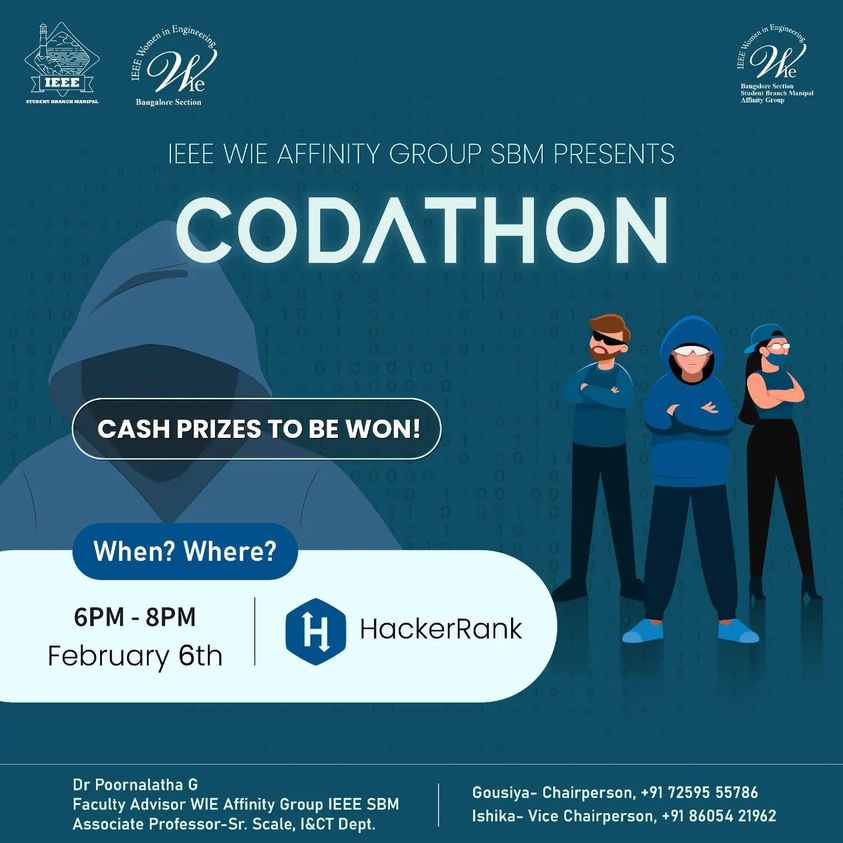 IEEE
STUDENT BRANCH MANIPAL
IEEE Women in Engineering
Wie
Bangalore Section
IEEE Women in Engineering
Wie
Bangalore Section
Student Branch Manipal
Affinity Group
IEEE WIE AFFINITY GROUP SBM PRESENTS
CODATHON
CASH PRIZES TO BE WON!
When? Where?
6PM - 8PM
February 6th
H
HackerRank
Dr Poornalatha G
Faculty Advisor WIE Affinity Group IEEE SBM
Associate Professor-Sr. Scale, I&CT Dept.
Gousiya- Chairperson, +91 72595 55786
Ishika- Vice Chairperson, +91 86054 21962